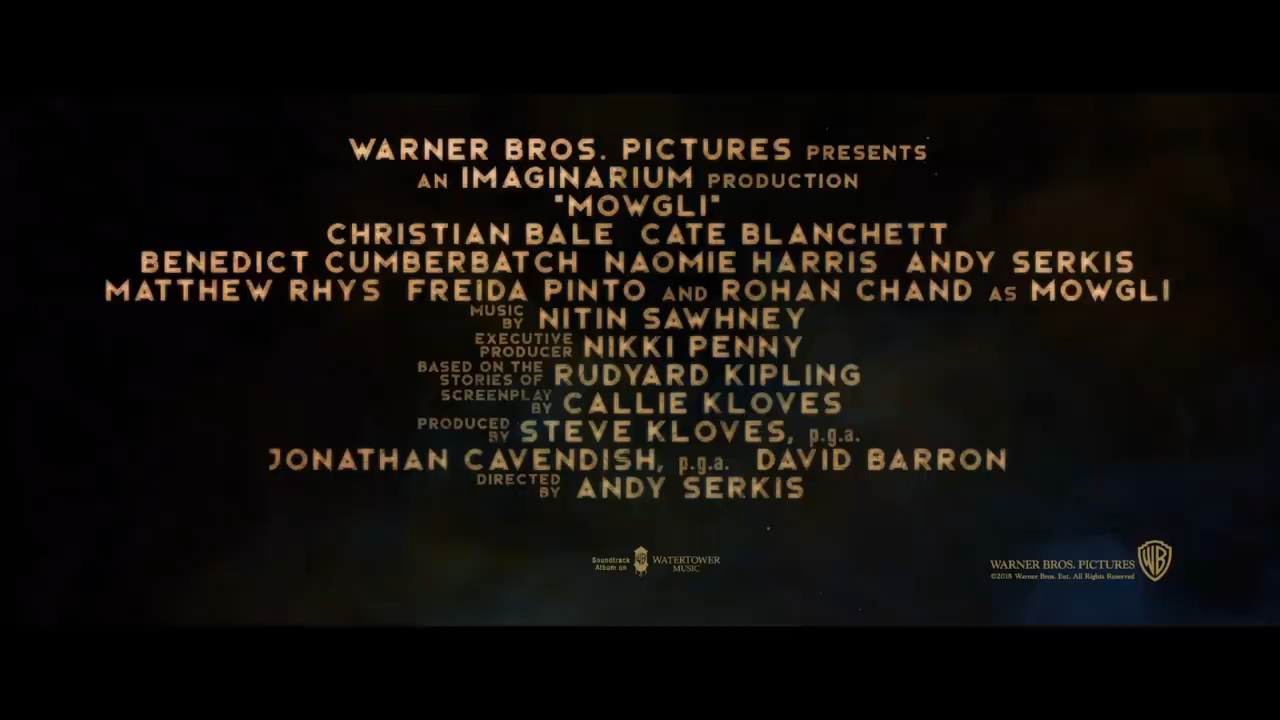 WARNER BROS. PICTURES PRESENTS
AN IMAGINARIUM PRODUCTION
"MOWGLI"
CHRISTIAN BALE CATE BLANCHETT
BENEDICT CUMBERBATCH NAOMIE HARRIS ANDY SERKIS
MATTHEW RHYS FREIDA PINTO AND ROHAN CHAND AS MOWGLI
MUSIC BY NITIN SAWHNEY
EXECUTIVE PRODUCER NIKKI PENNY
BASED ON THE STORIES OF RUDYARD KIPLING
SCREENPLAY BY CALLIE KLOVES
PRODUCED BY STEVE KLOVES, p.g.a.
JONATHAN CAVENDISH, p.g.a. DAVID BARRON
DIRECTED BY ANDY SERKIS
Soundtrack Album on WATERTOWER MUSIC
WARNER BROS. PICTURES WB
©2018 Warner Bros. Ent. All Rights Reserved